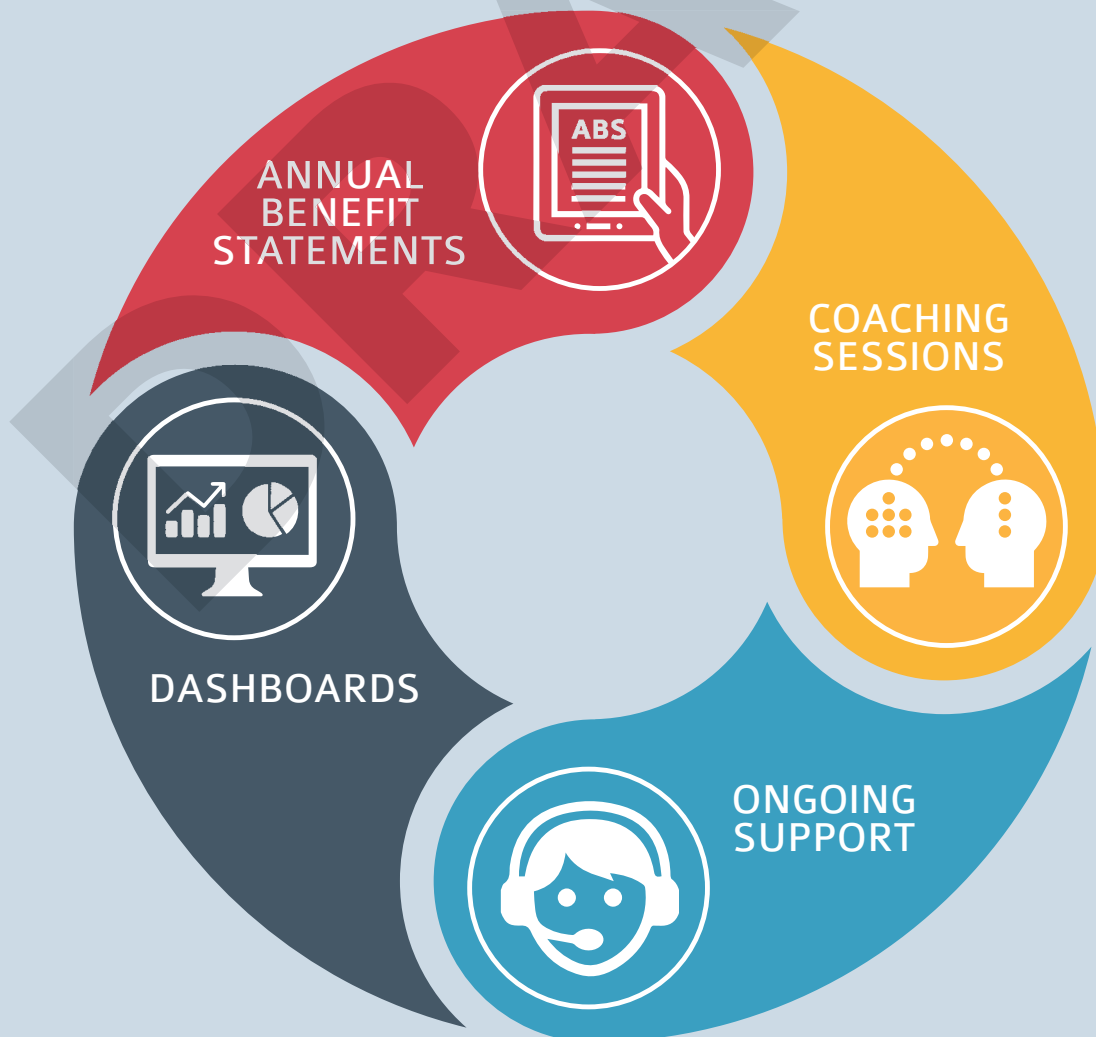 ABS
ANNUAL
BENEFIT
STATEMENTS
COACHING
SESSIONS
DASHBOARDS
ONGOING
SUPPORT